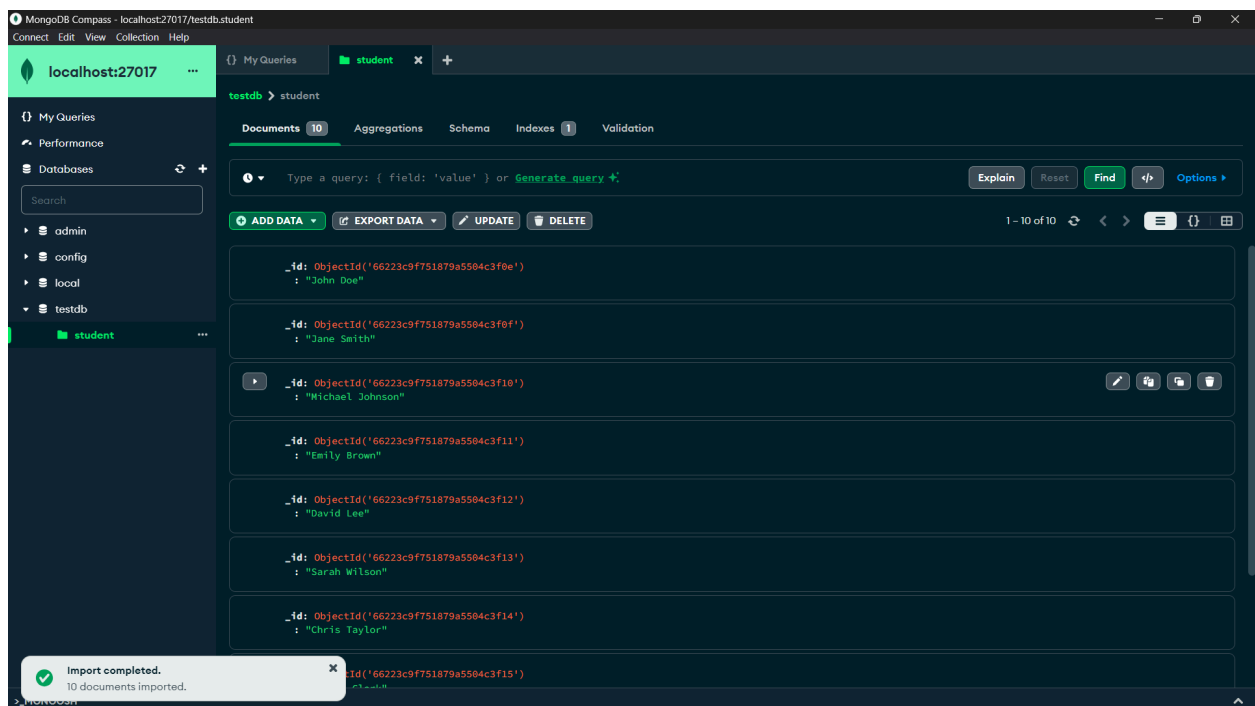 MongoDB Compass - localhost:27017/testdb.student
Connect Edit View Collection Help
localhost:27017 ...
{} My Queries
Performance
Databases
Search
admin
config
local
testdb
student ...
{} My Queries
student
testdb > student
Documents 10 Aggregations Schema Indexes 1 Validation
Type a query: { field: 'value' } or Generate query
Explain Reset Find </> Options
ADD DATA EXPORT DATA UPDATE DELETE
1 – 10 of 10 {}
_id: ObjectId('66223c9f751879a5504c3f0e')
: "John Doe"
_id: ObjectId('66223c9f751879a5504c3f0f')
: "Jane Smith"
_id: ObjectId('66223c9f751879a5504c3f10')
: "Michael Johnson"
_id: ObjectId('66223c9f751879a5504c3f11')
: "Emily Brown"
_id: ObjectId('66223c9f751879a5504c3f12')
: "David Lee"
_id: ObjectId('66223c9f751879a5504c3f13')
: "Sarah Wilson"
_id: ObjectId('66223c9f751879a5504c3f14')
: "Chris Taylor"
tId('66223c9f751879a5504c3f15')
Import completed.
10 documents imported.
>_MONGOSH